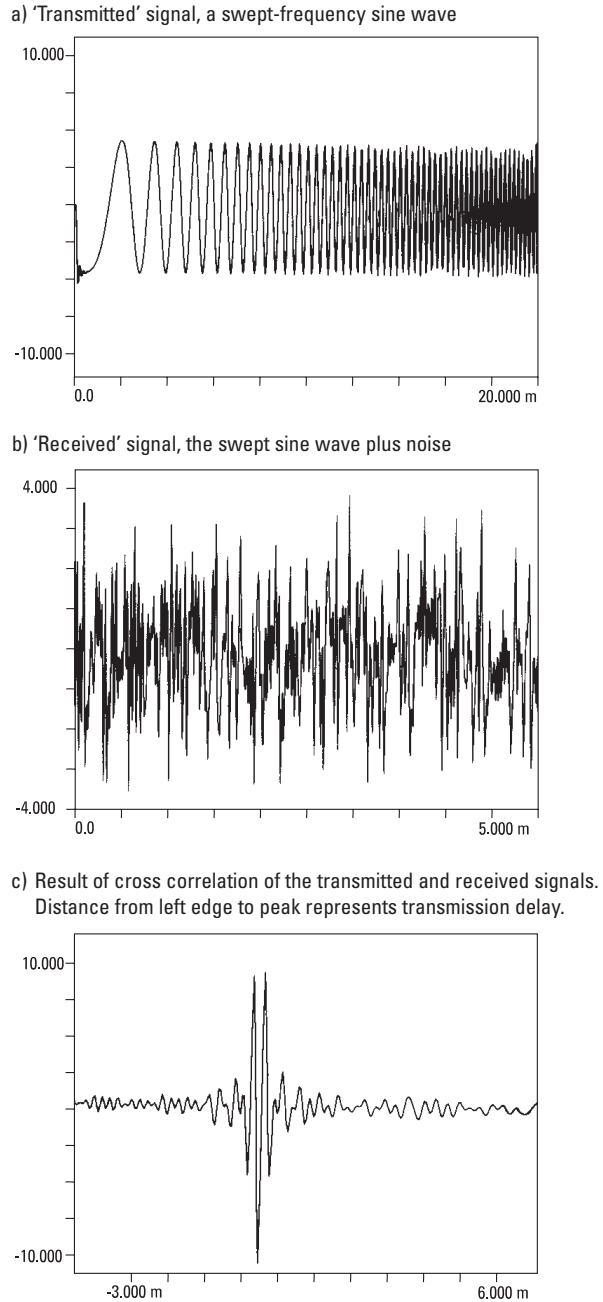 a) ‘Transmitted’ signal, a swept-frequency sine wave
10.000
-10.000
0.0
20.000 m
b) ‘Received’ signal, the swept sine wave plus noise
4.000
-4.000
0.0
5.000 m
c) Result of cross correlation of the transmitted and received signals.
Distance from left edge to peak represents transmission delay.
10.000
-10.000
-3.000 m
6.000 m